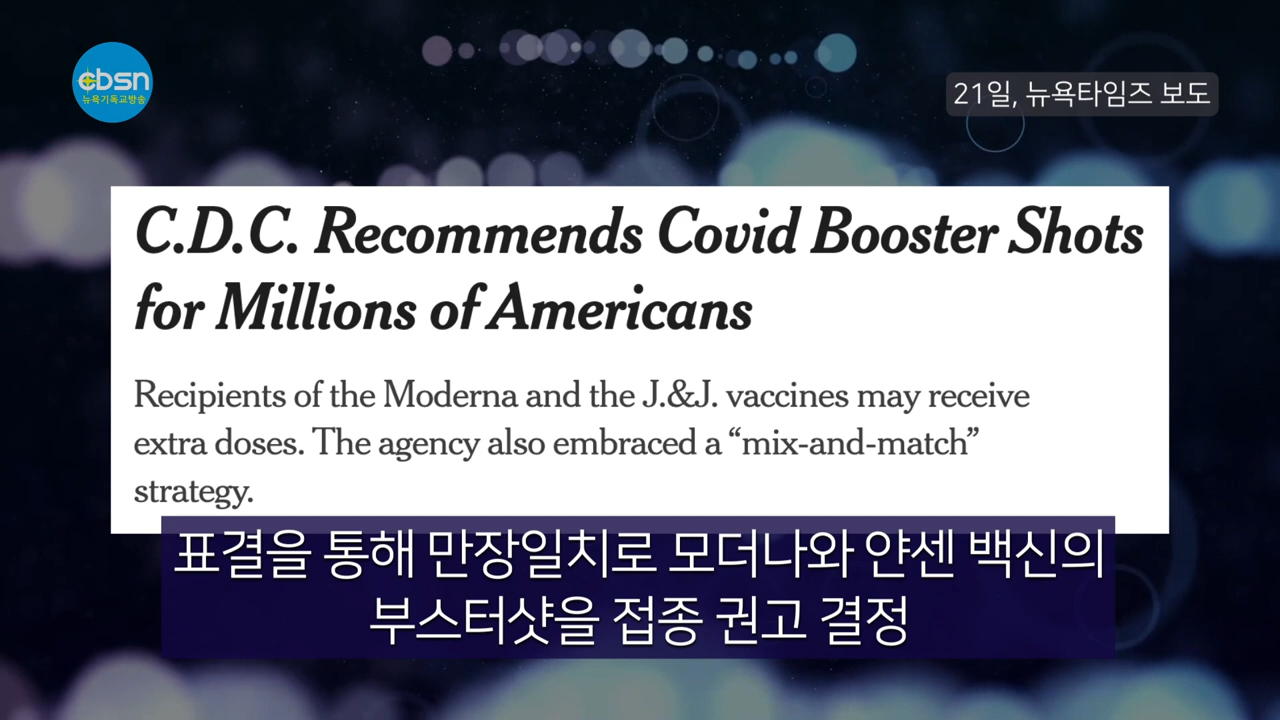 cbsn
뉴욕기독교방송
21일, 뉴욕타임즈 보도
C.D.C. Recommends Covid Booster Shots
for Millions of Americans
Recipients of the Moderna and the J.&J. vaccines may receive
extra doses. The agency also embraced a “mix-and-match”
strategy.
표결을 통해 만장일치로 모더나와 얀센 백신의
부스터샷을 접종 권고 결정